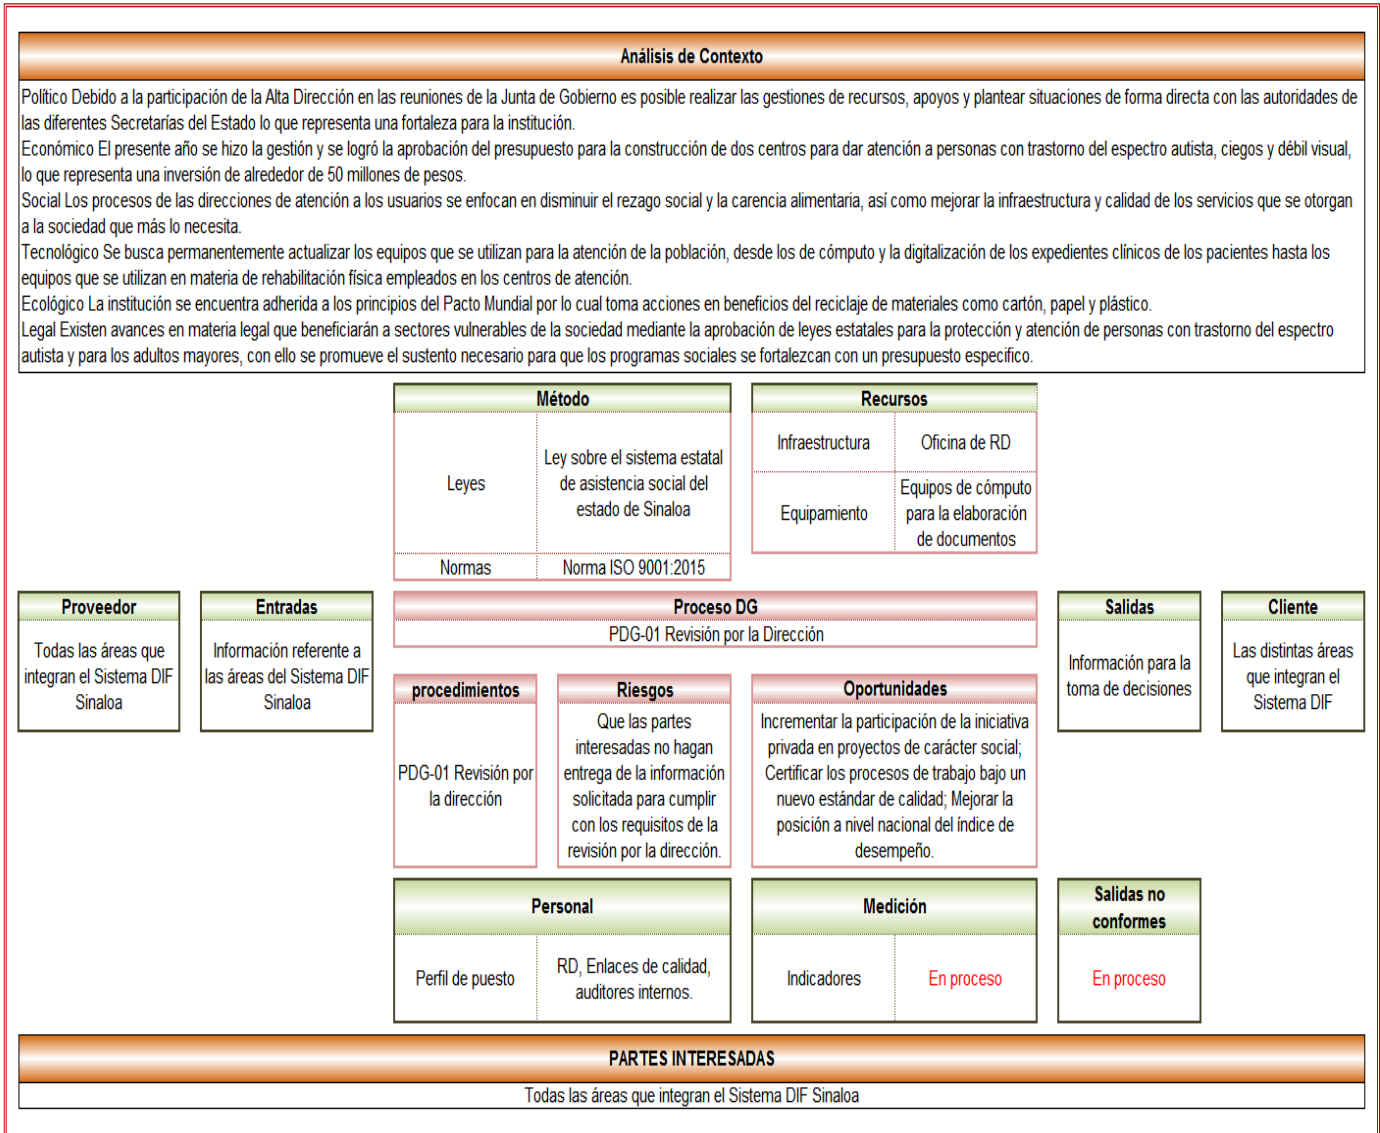 Análisis de Contexto
Político Debido a la participación de la Alta Dirección en las reuniones de la Junta de Gobierno es posible realizar las gestiones de recursos, apoyos y plantear situaciones de forma directa con las autoridades de
las diferentes Secretarías del Estado lo que representa una fortaleza para la institución.
Económico El presente año se hizo la gestión y se logró la aprobación del presupuesto para la construcción de dos centros para dar atención a personas con trastorno del espectro autista, ciegos y débil visual,
lo que representa una inversión de alrededor de 50 millones de pesos.
Social Los procesos de las direcciones de atención a los usuarios se enfocan en disminuir el rezago social y la carencia alimentaria, así como mejorar la infraestructura y calidad de los servicios que se otorgan
a la sociedad que más lo necesita.
Tecnológico Se busca permanentemente actualizar los equipos que se utilizan para la atención de la población, desde los de cómputo y la digitalización de los expedientes clínicos de los pacientes hasta los
equipos que se utilizan en materia de rehabilitación física empleados en los centros de atención.
Ecológico La institución se encuentra adherida a los principios del Pacto Mundial por lo cual toma acciones en beneficios del reciclaje de materiales como cartón, papel y plástico.
Legal Existen avances en materia legal que beneficiarán a sectores vulnerables de la sociedad mediante la aprobación de leyes estatales para la protección y atención de personas con trastorno del espectro
autista y para los adultos mayores, con ello se promueve el sustento necesario para que los programas sociales se fortalezcan con un presupuesto especifico.
Método
Leyes
Ley sobre el sistema estatal
de asistencia social del
estado de Sinaloa
Normas
Norma ISO 9001:2015
Recursos
Infraestructura
Oficina de RD
Equipamiento
Equipos de cómputo
para la elaboración
de documentos
Proveedor
Todas las áreas que
integran el Sistema DIF
Sinaloa
Entradas
Información referente a
las áreas del Sistema DIF
Sinaloa
Proceso DG
PDG-01 Revisión por la Dirección
procedimientos
PDG-01 Revisión por
la dirección
Riesgos
Que las partes
interesadas no hagan
entrega de la información
solicitada para cumplir
con los requisitos de la
revisión por la dirección.
Oportunidades
Incrementar la participación de la iniciativa
privada en proyectos de carácter social;
Certificar los procesos de trabajo bajo un
nuevo estándar de calidad; Mejorar la
posición a nivel nacional del índice de
desempeño.
Salidas
Información para la
toma de decisiones
Cliente
Las distintas áreas
que integran el
Sistema DIF
Personal
Perfil de puesto
RD, Enlaces de calidad,
auditores internos.
Medición
Indicadores
En proceso
Salidas no
conformes
En proceso
PARTES INTERESADAS
Todas las áreas que integran el Sistema DIF Sinaloa